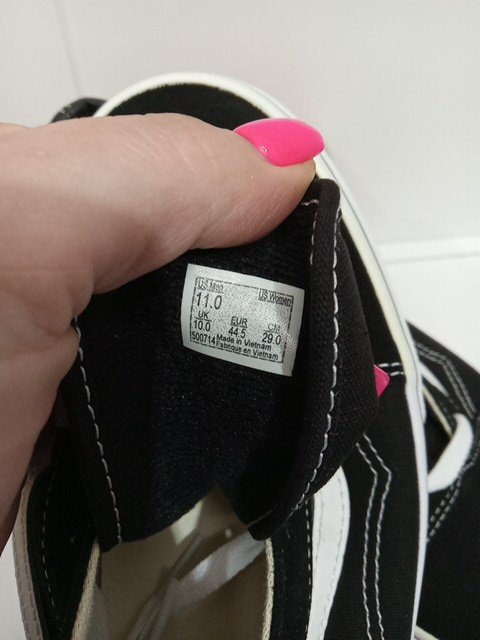 US Men US Women
11.0
UK EUR CM
10.0 44.5 29.0
500714 Made in Vietnam
Fabriqué en Vietnam